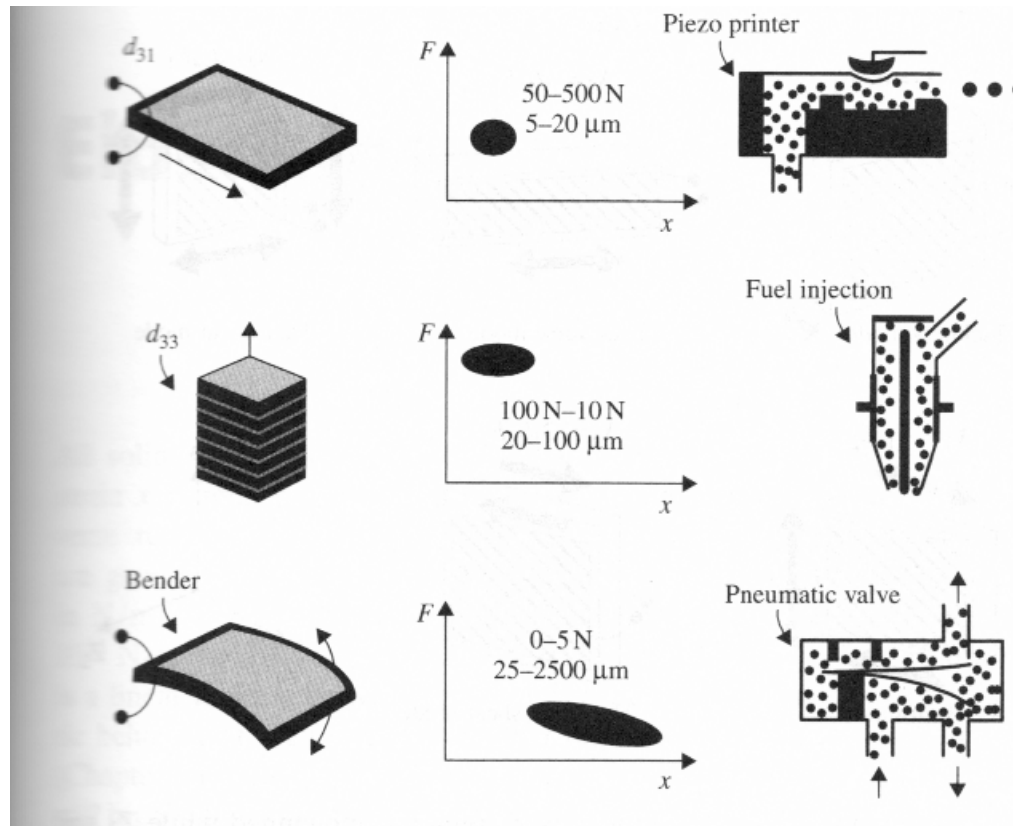 d31
F
50–500 N
5–20 μm
x
Piezo printer
d33
F
100 N–10 N
20–100 μm
x
Fuel injection
Bender
F
0–5 N
25–2500 μm
x
Pneumatic valve